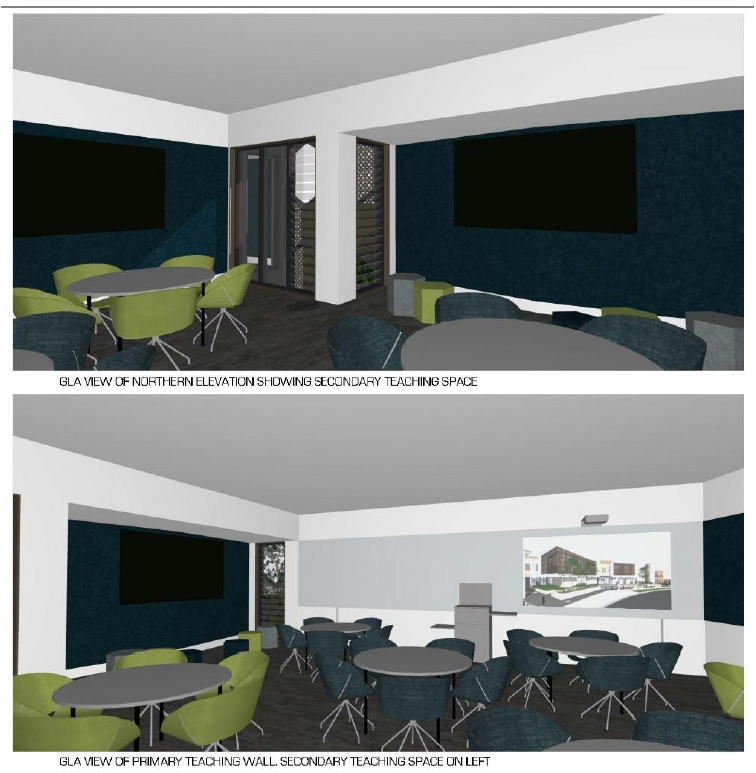 GLA VIEW OF NORTHERN ELEVATION SHOWING SECONDARY TEACHING SPACE
GLA VIEW OF PRIMARY TEACHING WALL. SECONDARY TEACHING SPACE ON LEFT